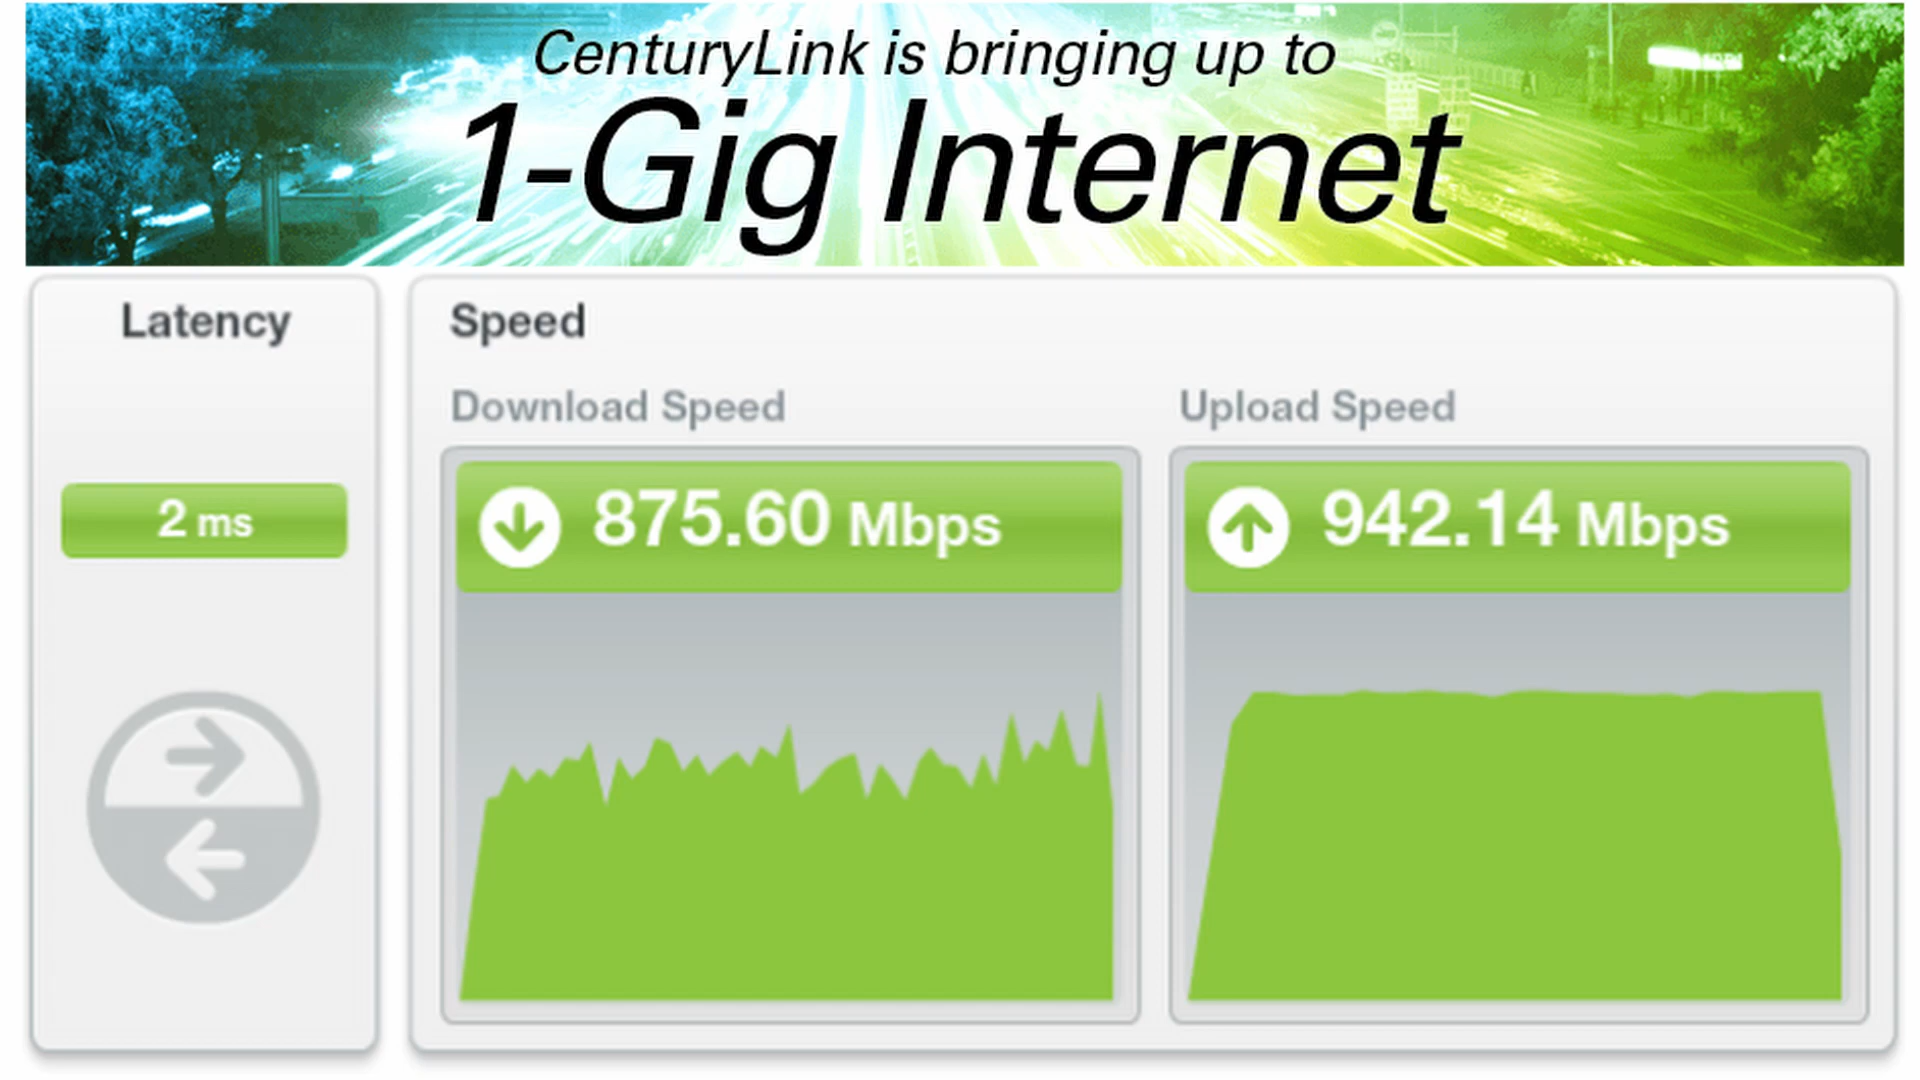 CenturyLink is bringing up to
1-Gig Internet
Latency
2 ms
Speed
Download Speed
875.60 Mbps
Upload Speed
942.14 Mbps